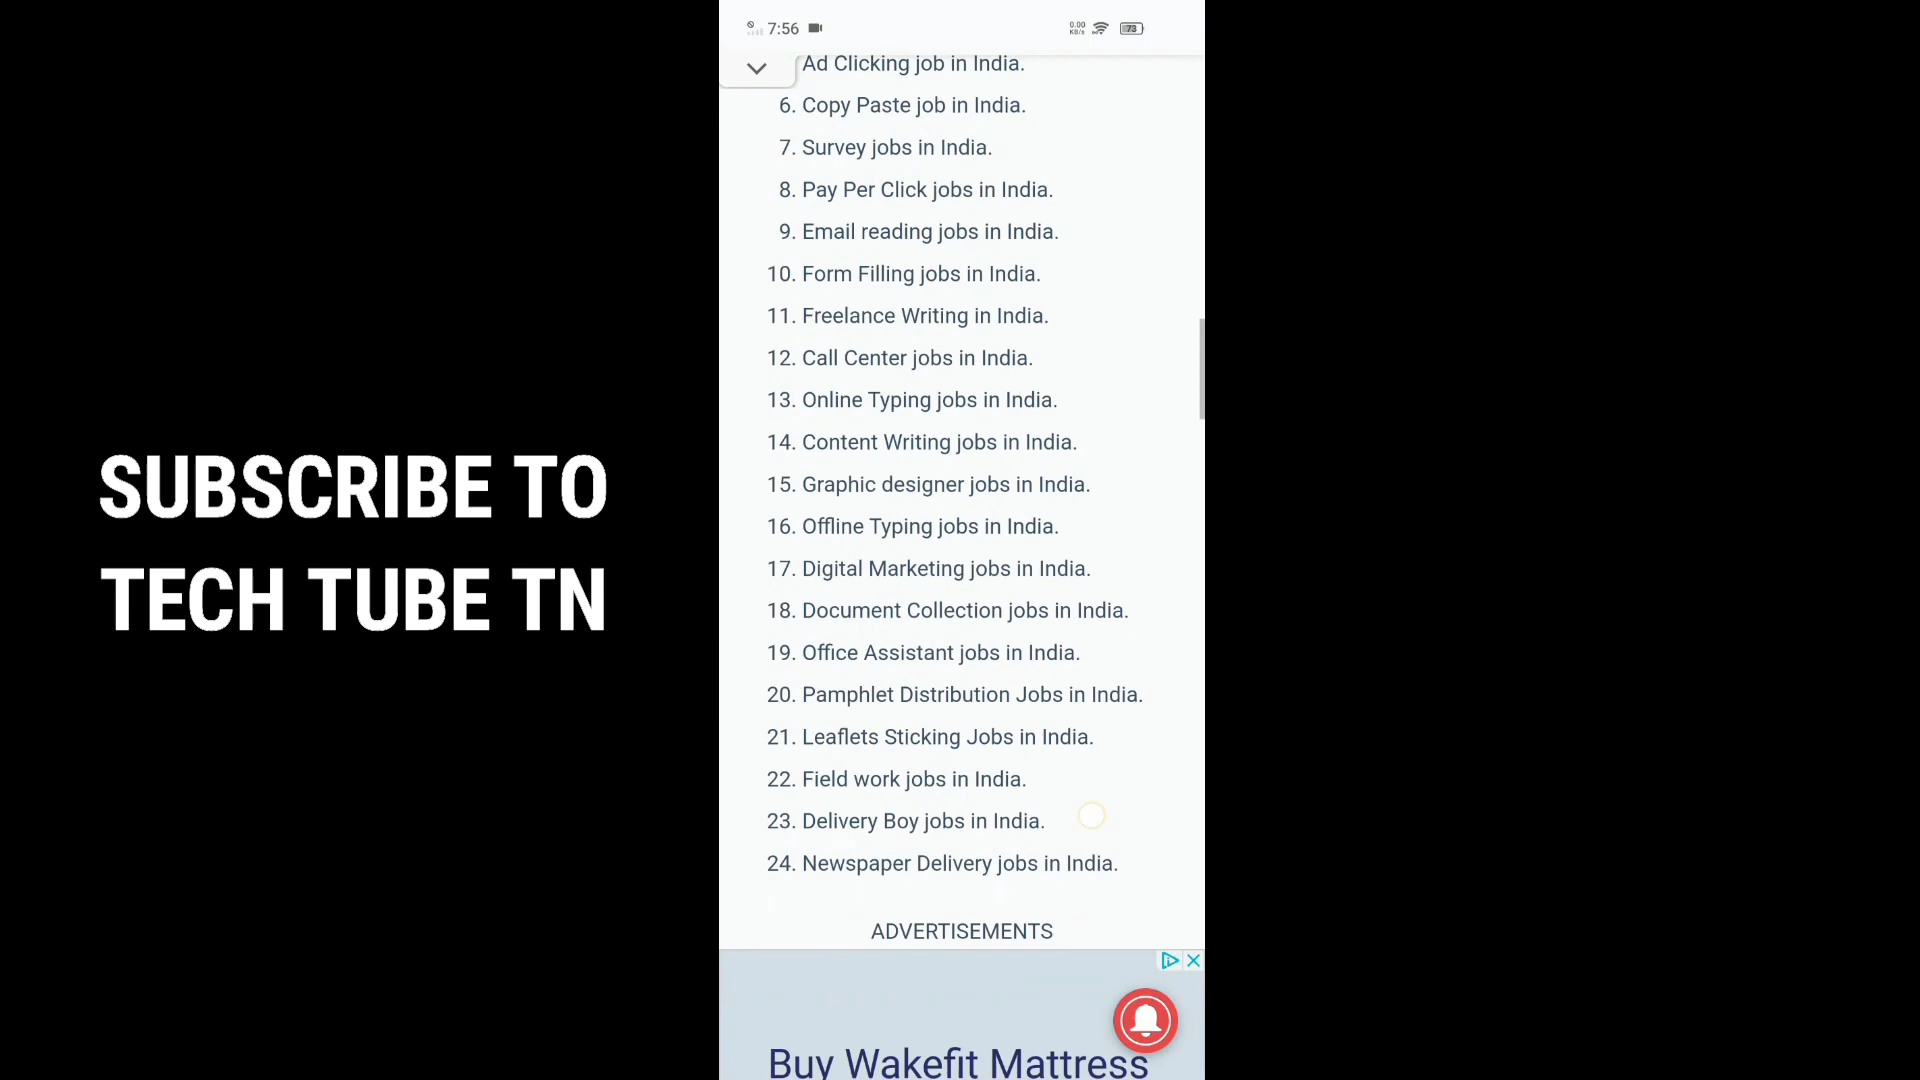 7:56
0.00
KB/s
73
Ad Clicking job in India.
6. Copy Paste job in India.
7. Survey jobs in India.
8. Pay Per Click jobs in India.
9. Email reading jobs in India.
10. Form Filling jobs in India.
11. Freelance Writing in India.
12. Call Center jobs in India.
13. Online Typing jobs in India.
14. Content Writing jobs in India.
15. Graphic designer jobs in India.
16. Offline Typing jobs in India.
17. Digital Marketing jobs in India.
18. Document Collection jobs in India.
19. Office Assistant jobs in India.
20. Pamphlet Distribution Jobs in India.
21. Leaflets Sticking Jobs in India.
22. Field work jobs in India.
23. Delivery Boy jobs in India.
24. Newspaper Delivery jobs in India.
ADVERTISEMENTS
Buy Wakefit Mattress
SUBSCRIBE TO
TECH TUBE TN